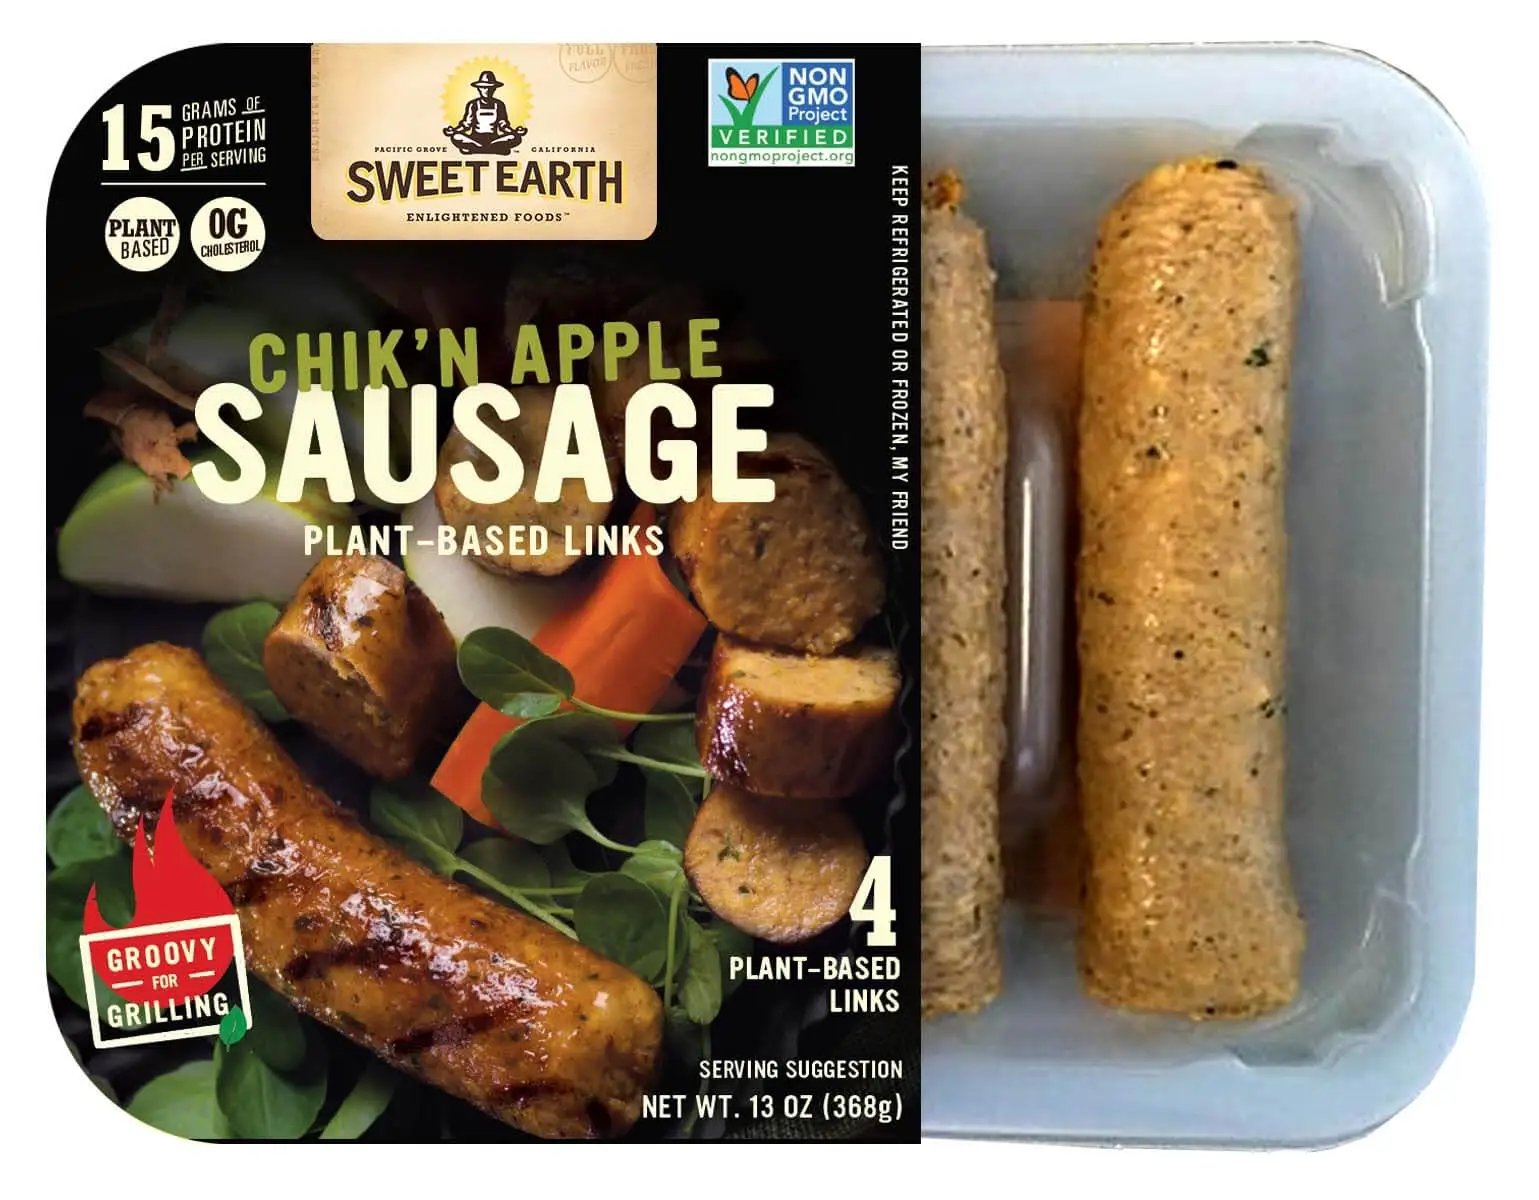 15 GRAMS OF
PROTEIN
PER SERVING
PLANT
BASED
0G
CHOLESTEROL
FULL
FLAVOR
PACIFIC GROVE CALIFORNIA
SWEET EARTH
ENLIGHTENED FOODS™
NON
GMO
Project
VERIFIED
nongmoproject.org
KEEP REFRIGERATED OR FROZEN, MY FRIEND
CHIK'N APPLE
SAUSAGE
PLANT-BASED LINKS
GROOVY
FOR
GRILLING
4
PLANT-BASED
LINKS
SERVING SUGGESTION
NET WT. 13 OZ (368g)